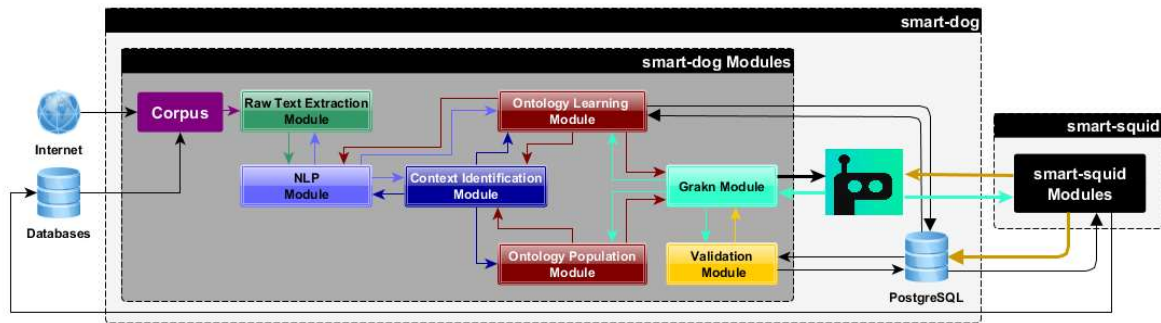 smart-dog
smart-dog Modules
Internet
Databases
Corpus
Raw Text Extraction
Module
NLP
Module
Context Identification
Module
Ontology Learning
Module
Ontology Population
Module
Grakn Module
Validation
Module
PostgreSQL
smart-squid
smart-squid
Modules